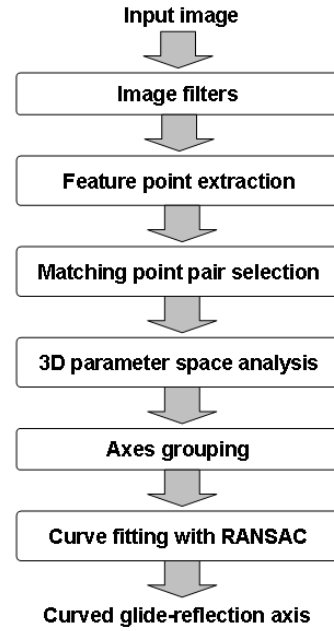 Input image
Image filters
Feature point extraction
Matching point pair selection
3D parameter space analysis
Axes grouping
Curve fitting with RANSAC
Curved glide-reflection axis